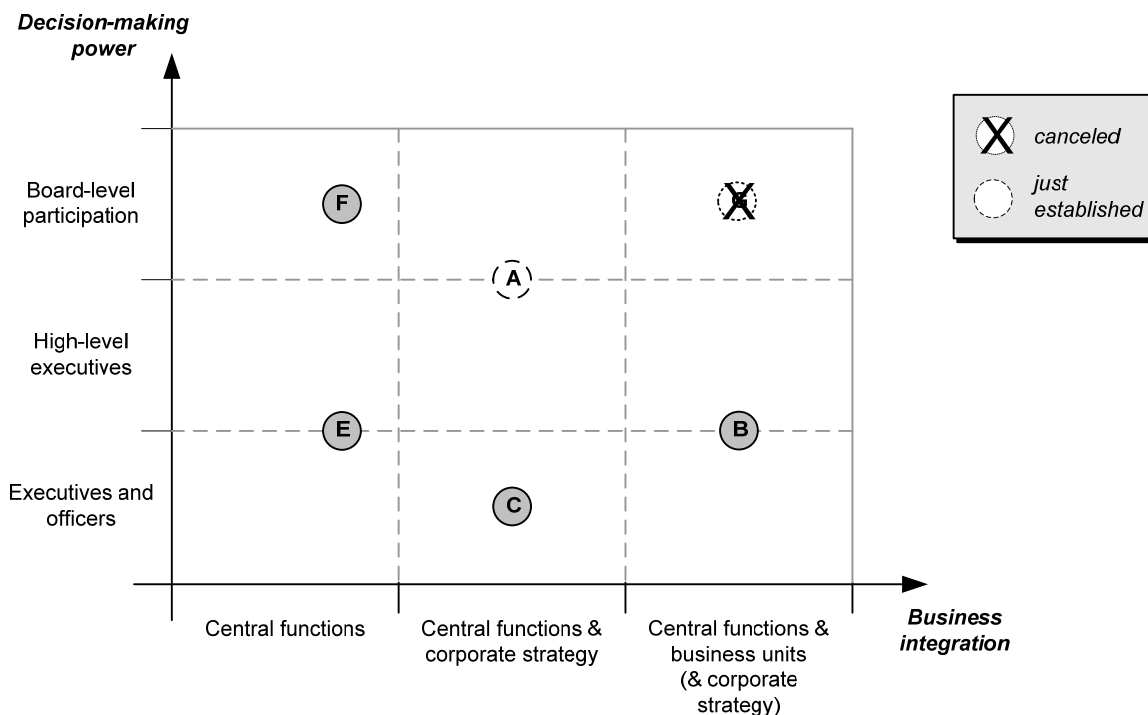 Decision-making
power
X canceled
just
established
Board-level
participation
F
G
A
High-level
executives
E
B
Executives and
officers
C
Central functions
Central functions &
corporate strategy
Central functions &
business units
(& corporate
strategy)
Business
integration